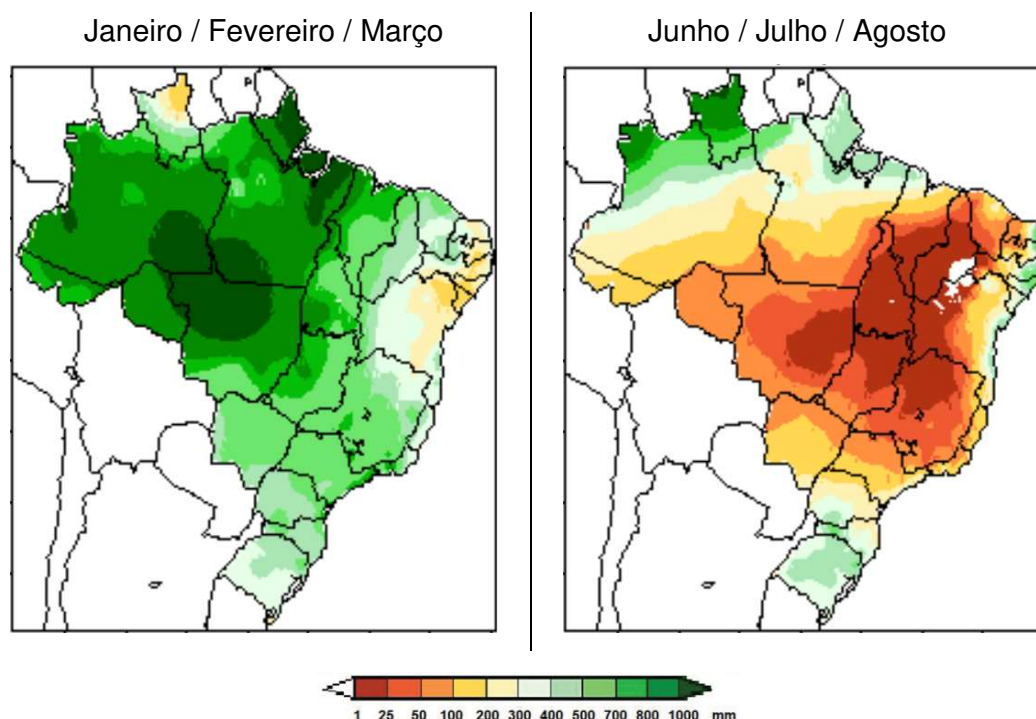 Janeiro / Fevereiro / Março
Junho / Julho / Agosto
1 25 50 100 200 300 400 500 700 800 1000 mm